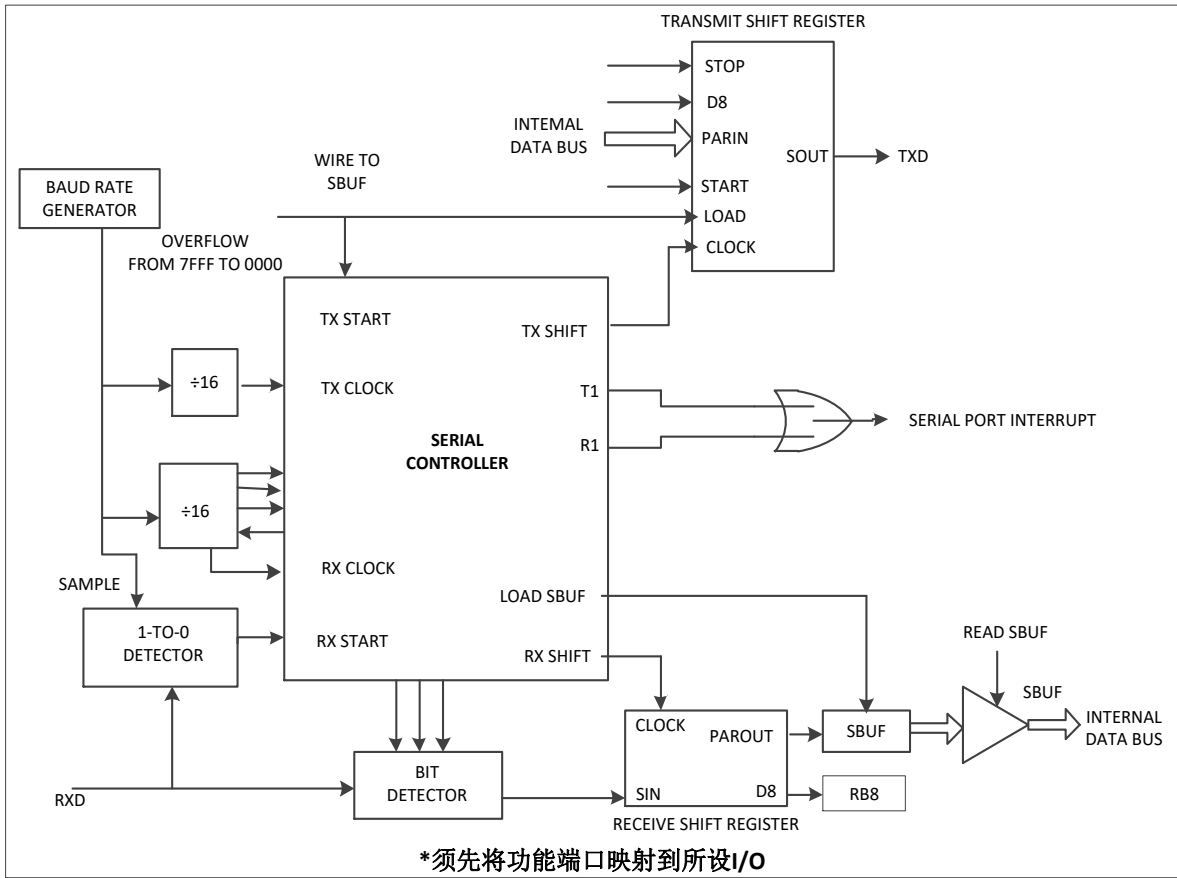 TRANSMIT SHIFT REGISTER
STOP
D8
INTEMAL
DATA BUS
PARIN
SOUT
TXD
START
LOAD
CLOCK
WIRE TO
SBUF
BAUD RATE
GENERATOR
OVERFLOW
FROM 7FFF TO 0000
TX START
TX SHIFT
÷16
TX CLOCK
T1
SERIAL PORT INTERRUPT
R1
SERIAL
CONTROLLER
÷16
RX CLOCK
SAMPLE
LOAD SBUF
1-TO-0
DETECTOR
RX START
RX SHIFT
READ SBUF
SBUF
CLOCK
PAROUT
SBUF
INTERNAL
DATA BUS
BIT
DETECTOR
RXD
SIN
D8
RB8
RECEIVE SHIFT REGISTER
*须先将功能端口映射到所设I/O